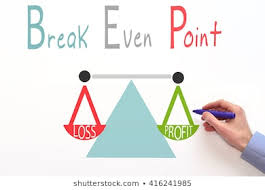 Break Even Point
LOSS
PROFIT
shutterstock.com • 416241985